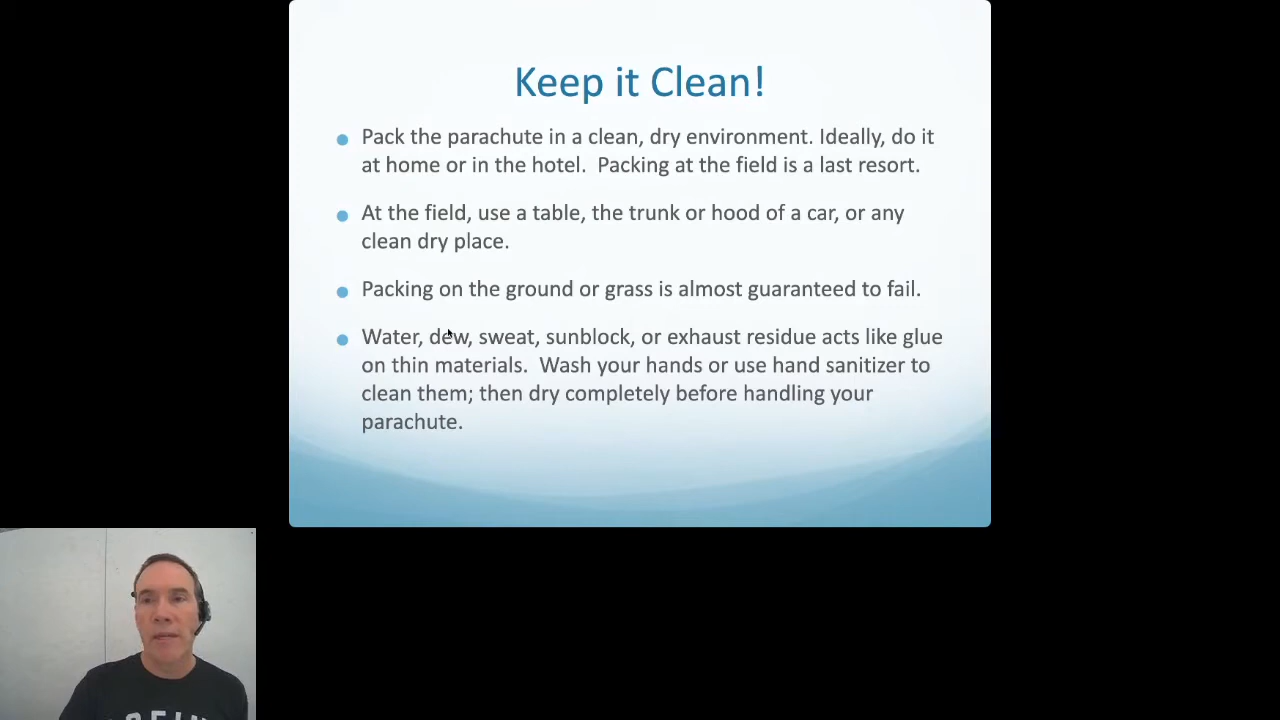 Keep it Clean!
Pack the parachute in a clean, dry environment. Ideally, do it
at home or in the hotel.  Packing at the field is a last resort.
At the field, use a table, the trunk or hood of a car, or any
clean dry place.
Packing on the ground or grass is almost guaranteed to fail.
Water, dew, sweat, sunblock, or exhaust residue acts like glue
on thin materials.  Wash your hands or use hand sanitizer to
clean them; then dry completely before handling your
parachute.